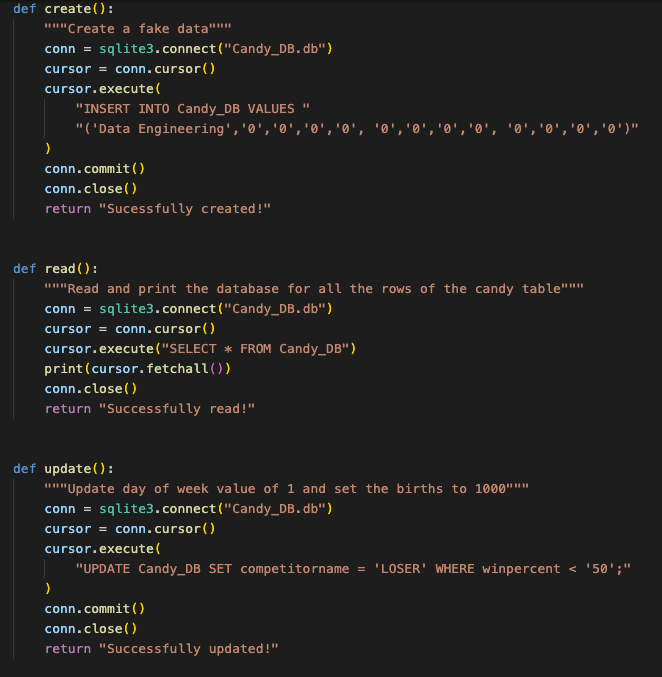 def create():
    """Create a fake data"""
    conn = sqlite3.connect("Candy_DB.db")
    cursor = conn.cursor()
    cursor.execute(
        "INSERT INTO Candy_DB VALUES "
        "('Data Engineering','0','0','0','0', '0','0','0','0', '0','0','0','0')"
    )
    conn.commit()
    conn.close()
    return "Sucessfully created!"
def read():
    """Read and print the database for all the rows of the candy table"""
    conn = sqlite3.connect("Candy_DB.db")
    cursor = conn.cursor()
    cursor.execute("SELECT * FROM Candy_DB")
    print(cursor.fetchall())
    conn.close()
    return "Successfully read!"
def update():
    """Update day of week value of 1 and set the births to 1000"""
    conn = sqlite3.connect("Candy_DB.db")
    cursor = conn.cursor()
    cursor.execute(
        "UPDATE Candy_DB SET competitorname = 'LOSER' WHERE winpercent < '50';"
    )
    conn.commit()
    conn.close()
    return "Successfully updated!"